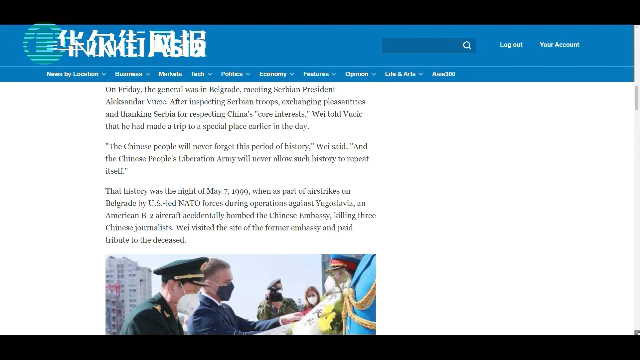 华尔街风报
Asia
Log out
Your Account
News by Location
Business
Markets
Tech
Politics
Economy
Features
Opinion
Life & Arts
Asia300
On Friday, the general was in Belgrade, meeting Serbian President
Aleksandar Vucic. After inspecting Serbian troops, exchanging pleasantries
and thanking Serbia for respecting China's "core interests," Wei told Vucic
that he had made a trip to a special place earlier in the day.
"The Chinese people will never forget this period of history," Wei said. "And
the Chinese People's Liberation Army will never allow such history to repeat
itself."
That history was the night of May 7, 1999, when as part of airstrikes on
Belgrade by U.S.-led NATO forces during operations against Yugoslavia, an
American B-2 aircraft accidentally bombed the Chinese Embassy, killing three
Chinese journalists. Wei visited the site of the former embassy and paid
tribute to the deceased.